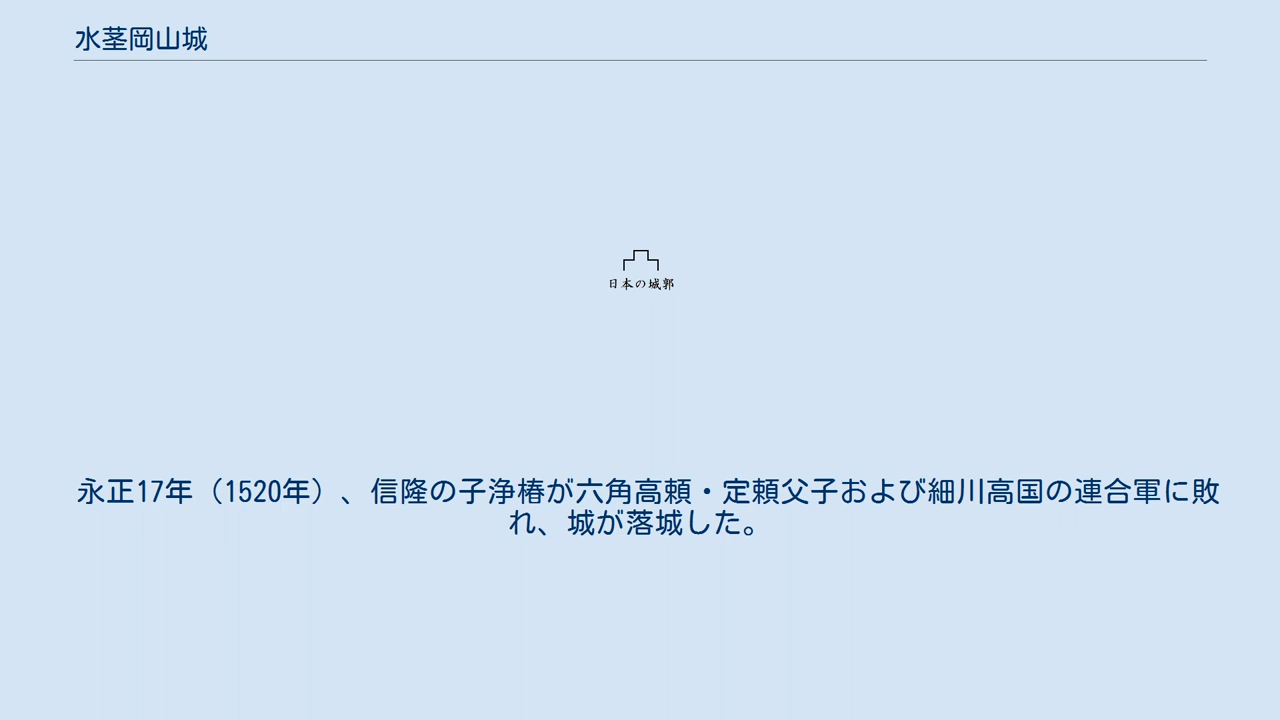 水茎岡山城
日本の城郭
永正17年（1520年）、信隆の子浄椿が六角高頼・定頼父子および細川高国の連合軍に敗
れ、城が落城した。